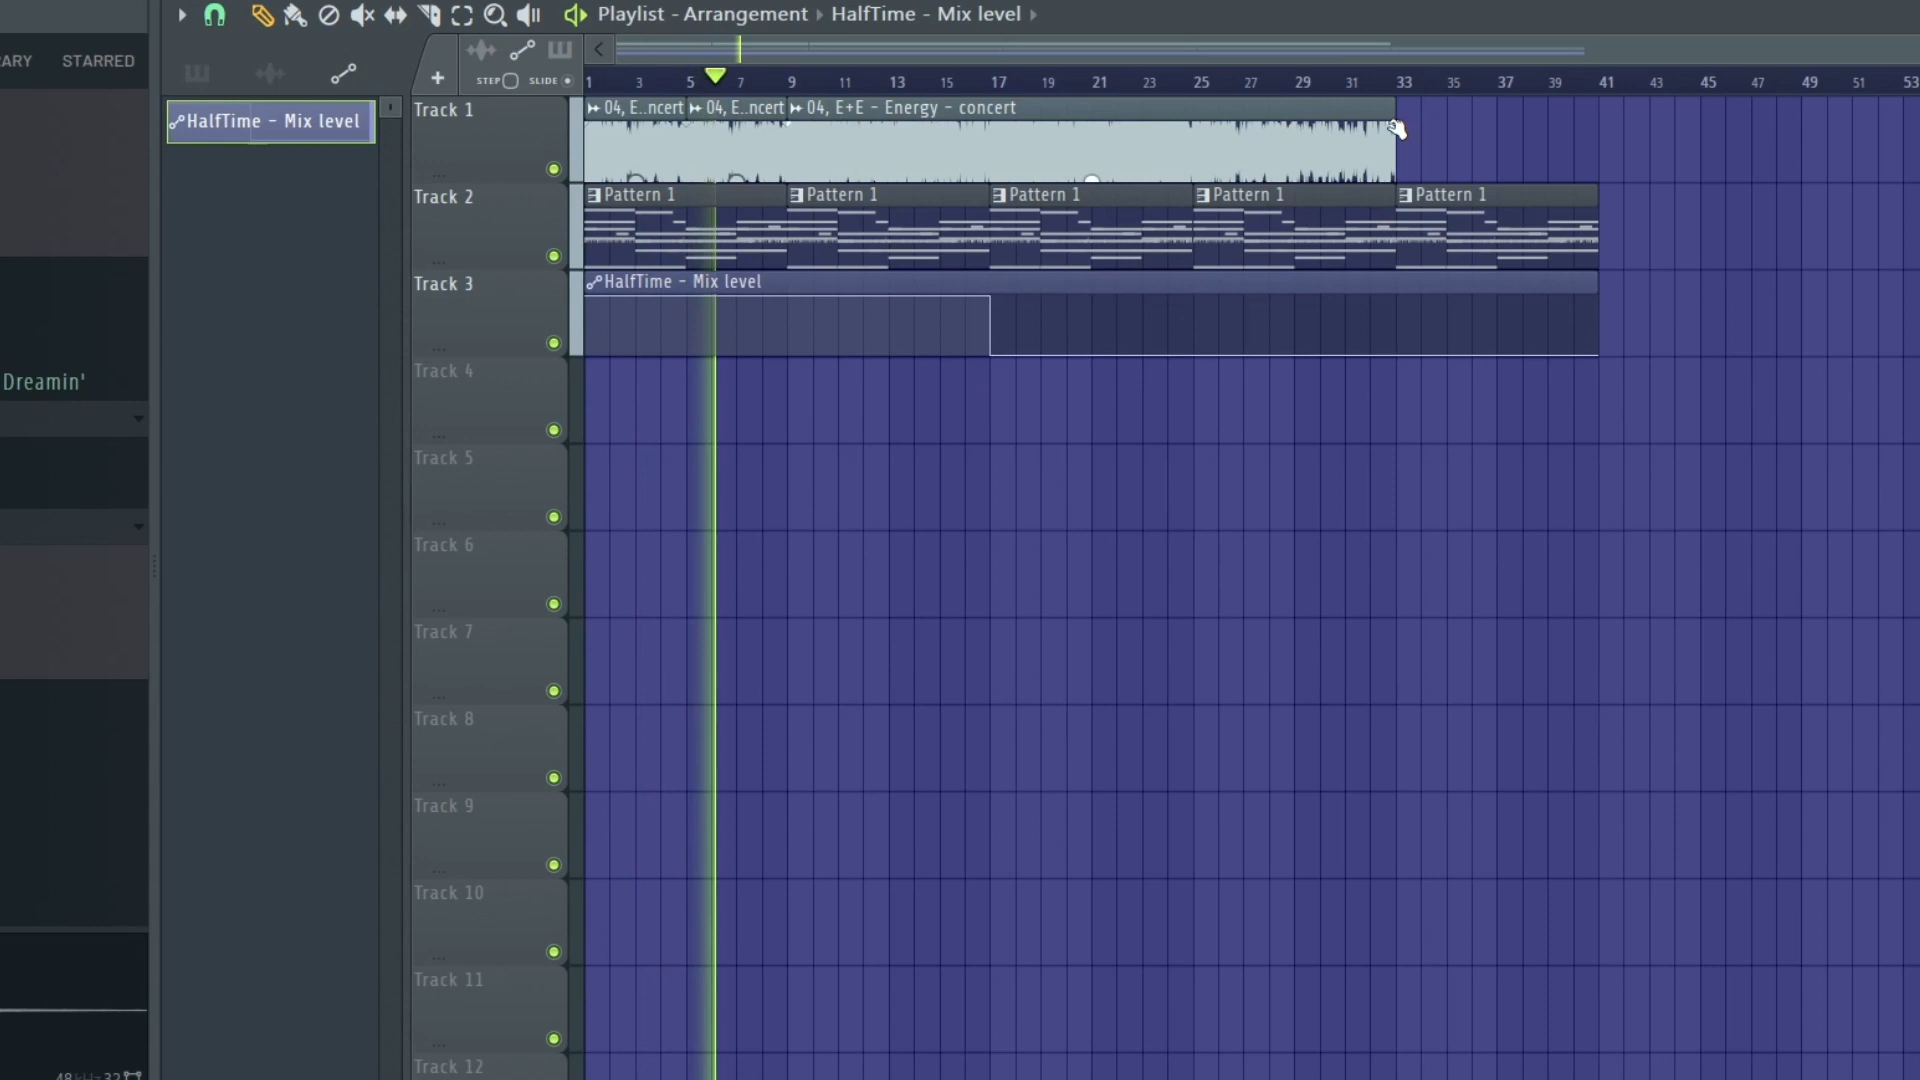 Playlist - Arrangement › HalfTime - Mix level ›
ARY STARRED
STEP SLIDE
1 3 5 7 9 11 13 15 17 19 21 23 25 27 29 31 33 35 37 39 41 43 45 47 49 51 53
HalfTime - Mix level
Track 1
04, E..ncert 04, E..ncert 04, E+E - Energy - concert
Track 2
Pattern 1 Pattern 1 Pattern 1 Pattern 1 Pattern 1
Track 3
HalfTime - Mix level
Track 4
Dreamin'
Track 5
Track 6
Track 7
Track 8
Track 9
Track 10
Track 11
Track 12